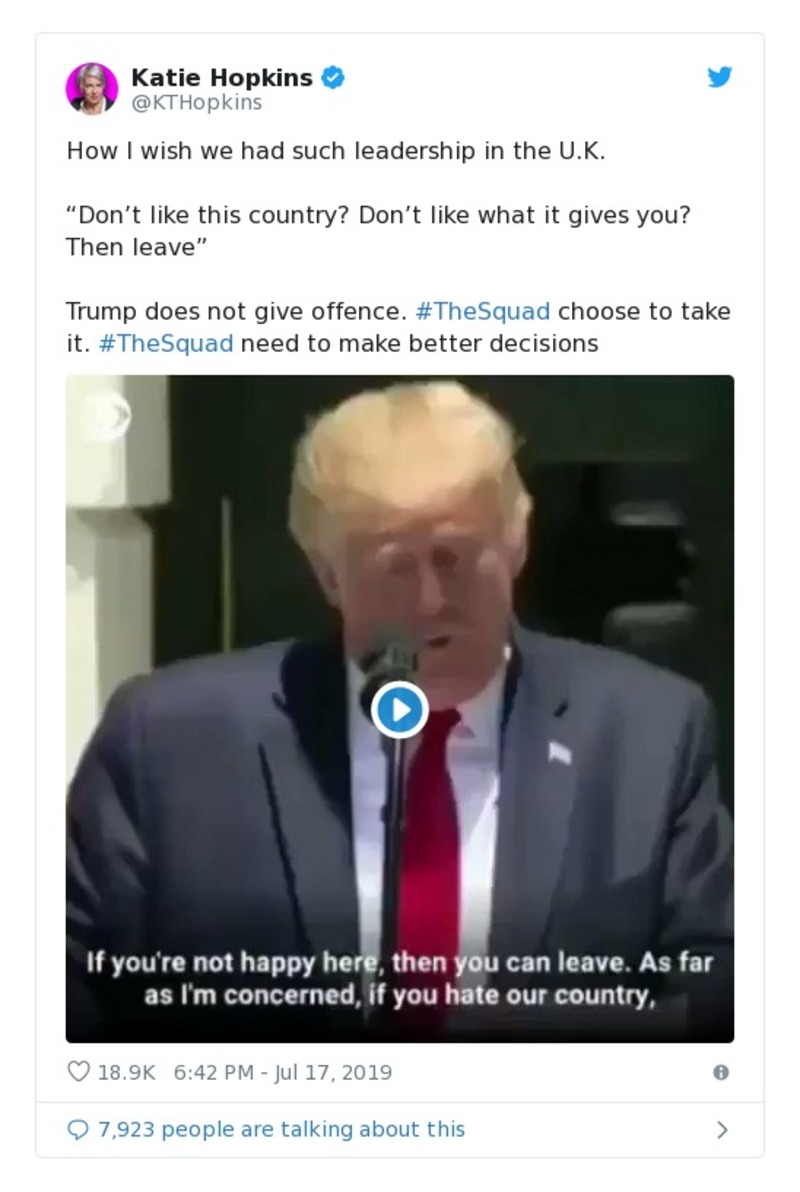 Katie Hopkins
@KTHopkins
How I wish we had such leadership in the U.K.
“Don’t like this country? Don’t like what it gives you?
Then leave”
Trump does not give offence. #TheSquad choose to take
it. #TheSquad need to make better decisions
If you're not happy here, then you can leave. As far
as I'm concerned, if you hate our country,
18.9K 6:42 PM - Jul 17, 2019
7,923 people are talking about this